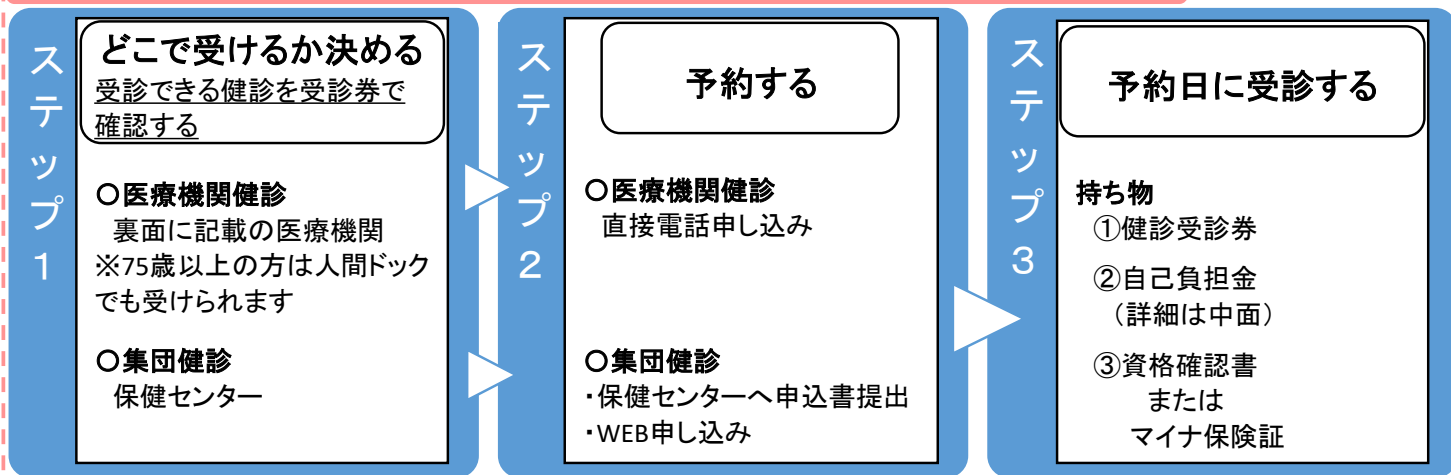 ステップ1
どこで受けるか決める
受診できる健診を受診券で
確認する
〇医療機関健診
裏面に記載の医療機関
※75歳以上の方は人間ドック
でも受けられます
〇集団健診
保健センター
ステップ2
予約する
〇医療機関健診
直接電話申し込み
〇集団健診
・保健センターへ申込書提出
・WEB申し込み
ステップ3
予約日に受診する
持ち物
①健診受診券
②自己負担金
（詳細は中面）
③資格確認書
または
マイナ保険証